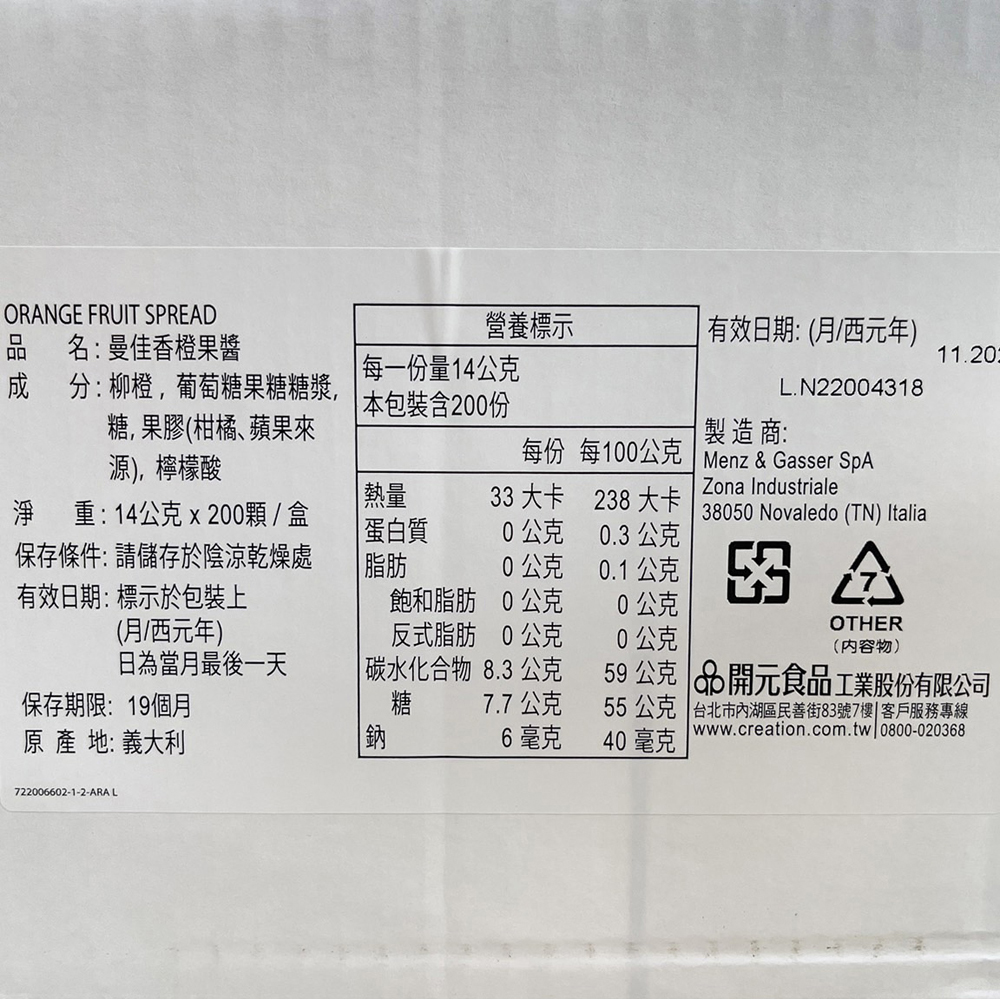 ORANGE FRUIT SPREAD
品 名: 曼佳香橙果醬
成 分: 柳橙, 葡萄糖果糖糖漿,
糖, 果膠(柑橘、蘋果來
源), 檸檬酸
淨 重: 14公克 x 200顆 / 盒
保存條件: 請儲存於陰涼乾燥處
有效日期: 標示於包裝上
(月/西元年)
日為當月最後一天
保存期限: 19個月
原 產 地: 義大利
722006602-1-2-ARA L
營養標示
每一份量14公克
本包裝含200份
每份 每100公克
熱量 33 大卡 238 大卡
蛋白質 0 公克 0.3 公克
脂肪 0 公克 0.1 公克
飽和脂肪 0 公克 0 公克
反式脂肪 0 公克 0 公克
碳水化合物 8.3 公克 59 公克
糖 7.7 公克 55 公克
鈉 6 毫克 40 毫克
有效日期: (月/西元年)
L.N22004318
製 造 商:
Menz & Gasser SpA
Zona Industriale
38050 Novaledo (TN) Italia
7
OTHER
(內容物)
開元食品工業股份有限公司
台北市內湖區民善街83號7樓|客戶服務專線
www.creation.com.tw|0800-020368